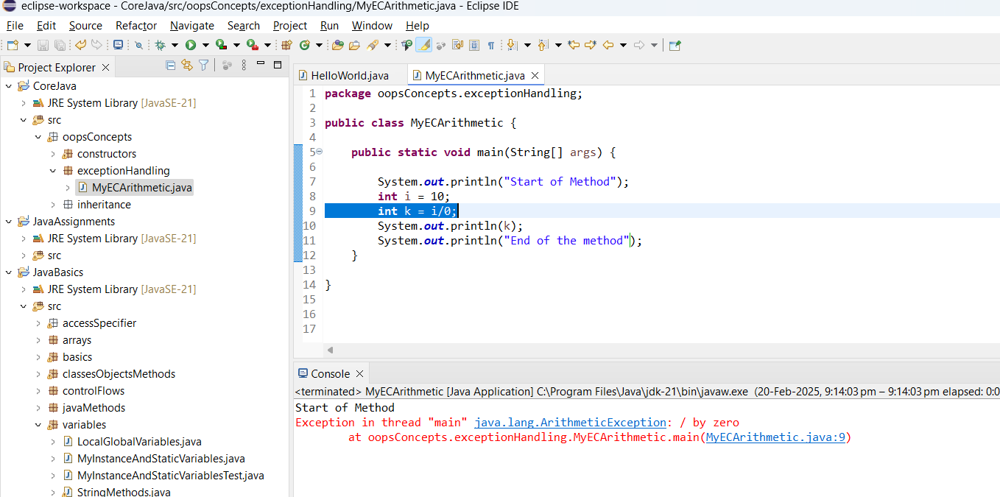 eclipse-workspace - CoreJava/src/oopsConcepts/exceptionHandling/MyECArithmetic.java - Eclipse IDE
File Edit Source Refactor Navigate Search Project Run Window Help
Project Explorer
CoreJava
JRE System Library [JavaSE-21]
src
oopsConcepts
constructors
exceptionHandling
MyECArithmetic.java
inheritance
JavaAssignments
JRE System Library [JavaSE-21]
src
JavaBasics
JRE System Library [JavaSE-21]
src
accessSpecifier
arrays
basics
classesObjectsMethods
controlFlows
javaMethods
variables
LocalGlobalVariables.java
MyInstanceAndStaticVariables.java
MyInstanceAndStaticVariablesTest.java
StringMethods.java
HelloWorld.java MyECArithmetic.java
1 package oopsConcepts.exceptionHandling;
2
3 public class MyECArithmetic {
4
5 public static void main(String[] args) {
6
7 System.out.println("Start of Method");
8 int i = 10;
9 int k = i/0;
10 System.out.println(k);
11 System.out.println("End of the method");
12 }
13
14 }
15
16
17
Console
<terminated> MyECArithmetic [Java Application] C:\Program Files\Java\jdk-21\bin\javaw.exe (20-Feb-2025, 9:14:03 pm – 9:14:03 pm elapsed: 0:0
Start of Method
Exception in thread "main" java.lang.ArithmeticException: / by zero
at oopsConcepts.exceptionHandling.MyECArithmetic.main(MyECArithmetic.java:9)